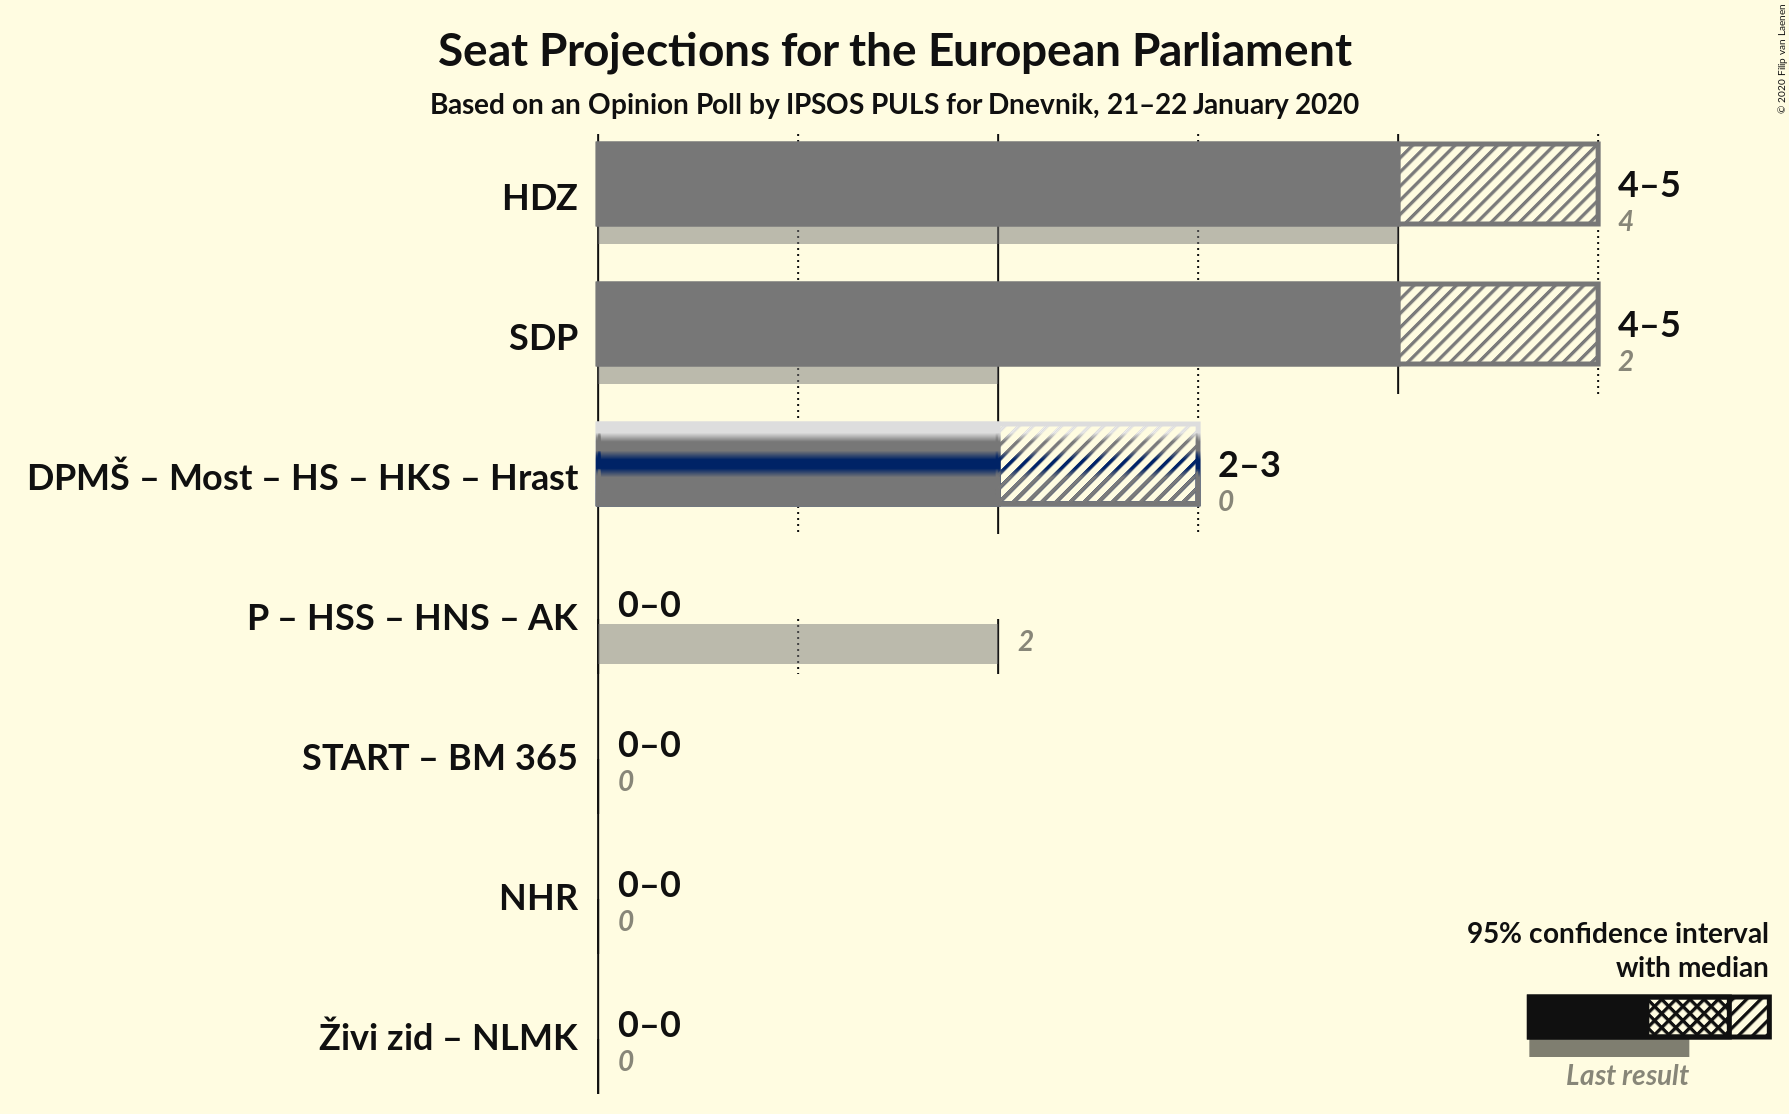 Seat Projections for the European Parliament
Based on an Opinion Poll by IPSOS PULS for Dnevnik, 21–22 January 2020
© 2020 Filip van Laenen
HDZ
4–5
4
SDP
4–5
2
DPMŠ – Most – HS – HKS – Hrast
2–3
0
P – HSS – HNS – AK
0–0
2
START – BM 365
0–0
0
NHR
0–0
0
Živi zid – NLMK
0–0
0
95% confidence interval
with median
Last result